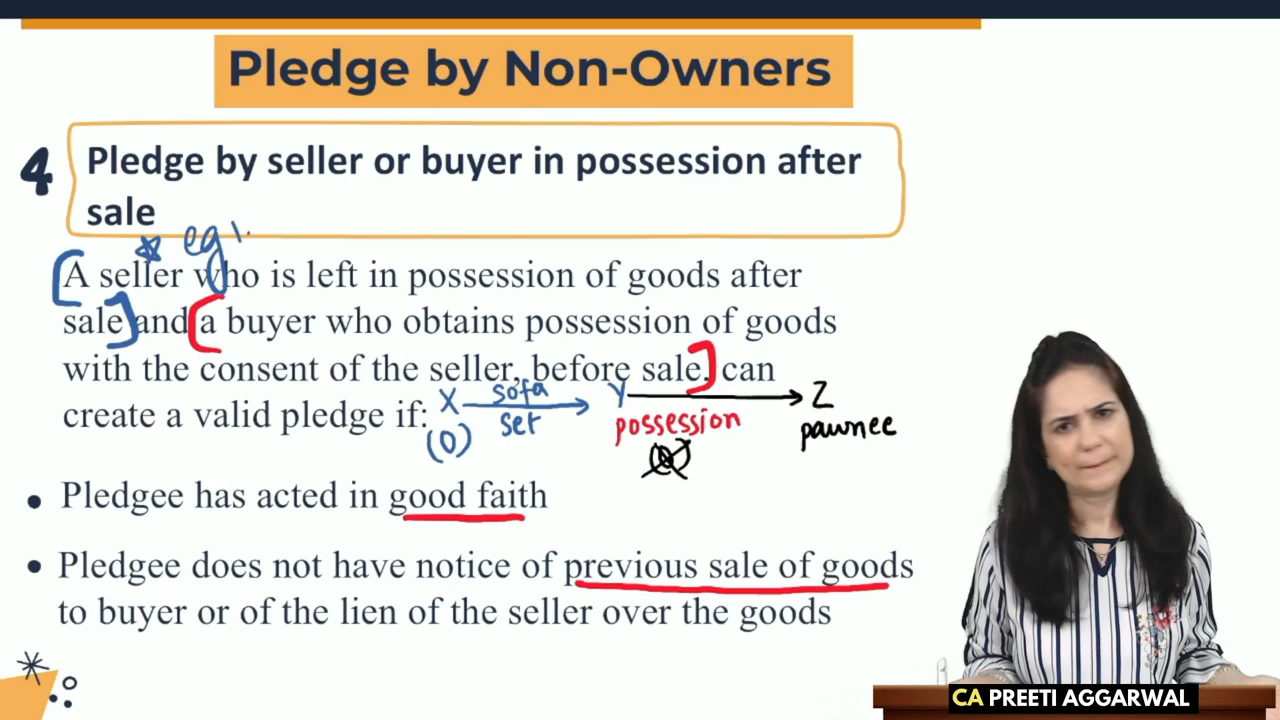 Pledge by Non-Owners
4
Pledge by seller or buyer in possession after
sale
eg1.
A seller who is left in possession of goods after
sale and a buyer who obtains possession of goods
with the consent of the seller, before sale, can
create a valid pledge if:
X sofa set Y Z
(O) possession pawnee
• Pledgee has acted in good faith
• Pledgee does not have notice of previous sale of goods
to buyer or of the lien of the seller over the goods
CA PREETI AGGARWAL